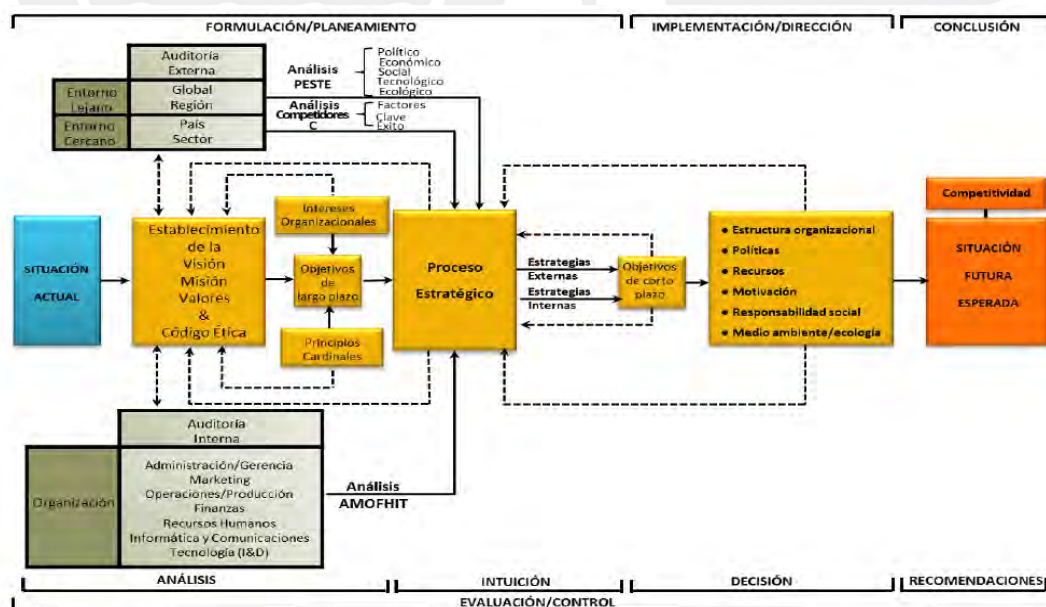 FORMULACIÓN/PLANEAMIENTO
IMPLEMENTACIÓN/DIRECCIÓN
CONCLUSIÓN
Auditoría
Externa
Entorno
Lejano
Global
Región
Entorno
Cercano
País
Sector
Análisis
PESTE
Político
Económico
Social
Tecnológico
Ecológico
Análisis
Competidores
C
Factores
Clave
Exito
SITUACIÓN
ACTUAL
Establecimiento
de la
Visión
Misión
Valores
&
Código Ética
Intereses
Organizacionales
Objetivos
de
largo plazo
Principios
Cardinales
Proceso
Estratégico
Estrategias
Externas
Estrategias
Internas
Objetivos
de corto
plazo
• Estructura organizacional
• Políticas
• Recursos
• Motivación
• Responsabilidad social
• Medio ambiente/ecología
Competitividad
SITUACIÓN
FUTURA
ESPERADA
Auditoría
Interna
Organización
Administración/Gerencia
Marketing
Operaciones/Producción
Finanzas
Recursos Humanos
Informática y Comunicaciones
Tecnología (I&D)
Análisis
AMOFHIT
ANÁLISIS
INTUICIÓN
DECISIÓN
RECOMENDACIONES
EVALUACIÓN/CONTROL